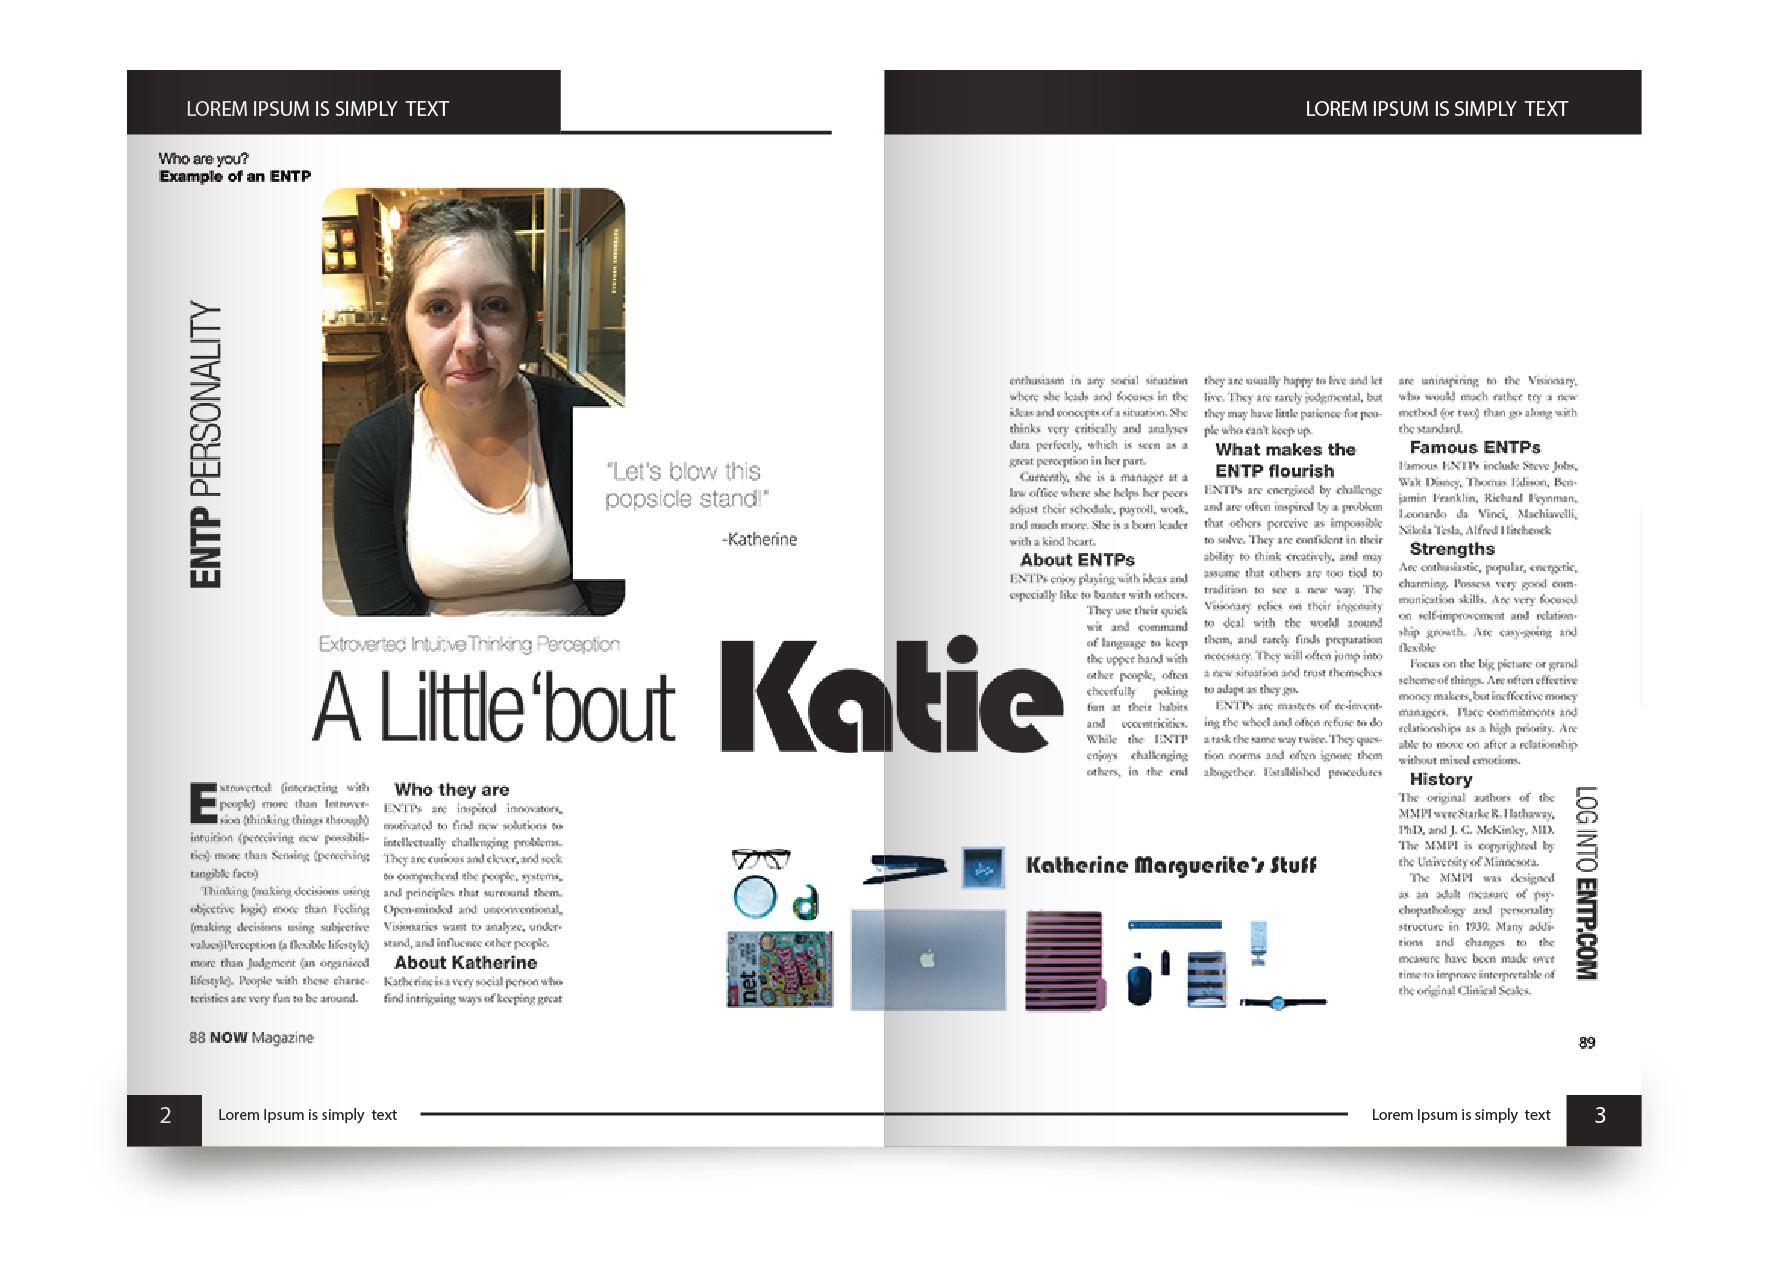 LOREM IPSUM IS SIMPLY TEXT
LOREM IPSUM IS SIMPLY TEXT
Who are you?
Example of an ENTP
ENTP PERSONALITY
"Let's blow this
popsicle stand!"
-Katherine
Extroverted Intuitive Thinking Perception
A Lilttle 'bout Katie
Extroverted (interacting with
people) more than Introver-
sion (thinking things through)
intuition (perceiving new possibili-
ties) more than Sensing (perceiving
tangible facts)
Thinking (making decisions using
objective logic) more than Feeling
(making decisions using subjective
values)Perception (a flexible lifestyle)
more than Judgment (an organized
lifestyle). People with these charac-
teristics are very fun to be around.
Who they are
ENTPs are inspired innovators,
motivated to find new solutions to
intellectually challenging problems.
They are curious and clever, and seek
to comprehend the people, systems,
and principles that surround them.
Open-minded and unconventional,
Visionaries want to analyze, under-
stand, and influence other people.
About Katherine
Katherine is a very social person who
find intriguing ways of keeping great
enthusiasm in any social situation
where she leads and focuses in the
ideas and concepts of a situation. She
thinks very critically and analyses
data perfectly, which is seen as a
great perception in her part.
Currently, she is a manager at a
law office where she helps her peers
adjust their schedule, payroll, work,
and much more. She is a born leader
with a kind heart.
About ENTPs
ENTPs enjoy playing with ideas and
especially like to banter with others.
They use their quick
wit and command
of language to keep
the upper hand with
other people, often
cheerfully poking
fun at their habits
and eccentricities.
While the ENTP
enjoys challenging
others, in the end
they are usually happy to live and let
live. They are rarely judgmental, but
they may have little patience for peo-
ple who can't keep up.
What makes the
ENTP flourish
ENTPs are energized by challenge
and are often inspired by a problem
that others perceive as impossible
to solve. They are confident in their
ability to think creatively, and may
assume that others are too tied to
tradition to see a new way. The
Visionary relies on their ingenuity
to deal with the world around
them, and rarely finds preparation
necessary. They will often jump into
a new situation and trust themselves
to adapt as they go.
ENTPs are masters of re-invent-
ing the wheel and often refuse to do
a task the same way twice. They ques-
tion norms and often ignore them
altogether. Established procedures
are uninspiring to the Visionary,
who would much rather try a new
method (or two) than go along with
the standard.
Famous ENTPs
Famous ENTPs include Steve Jobs,
Walt Disney, Thomas Edison, Ben-
jamin Franklin, Richard Feynman,
Leonardo da Vinci, Machiavelli,
Nikola Tesla, Alfred Hitchcock
Strengths
Are enthusiastic, popular, energetic,
charming. Possess very good com-
munication skills. Are very focused
on self-improvement and relation-
ship growth. Are easy-going and
flexible
Focus on the big picture or grand
scheme of things. Are often effective
money makers, but ineffective money
managers. Place commitments and
relationships as a high priority. Are
able to move on after a relationship
without mixed emotions.
History
The original authors of the
MMPI were Starke R. Hathaway,
PhD, and J. C. McKinley, MD.
The MMPI is copyrighted by
the University of Minnesota.
The MMPI was designed
as an adult measure of psy-
chopathology and personality
structure in 1939. Many addi-
tions and changes to the
measure have been made over
time to improve interpretable of
the original Clinical Scales.
LOG INTO ENTP.COM
Katherine Marguerite's Stuff
net
88 NOW Magazine
89
2
Lorem Ipsum is simply text
Lorem Ipsum is simply text
3